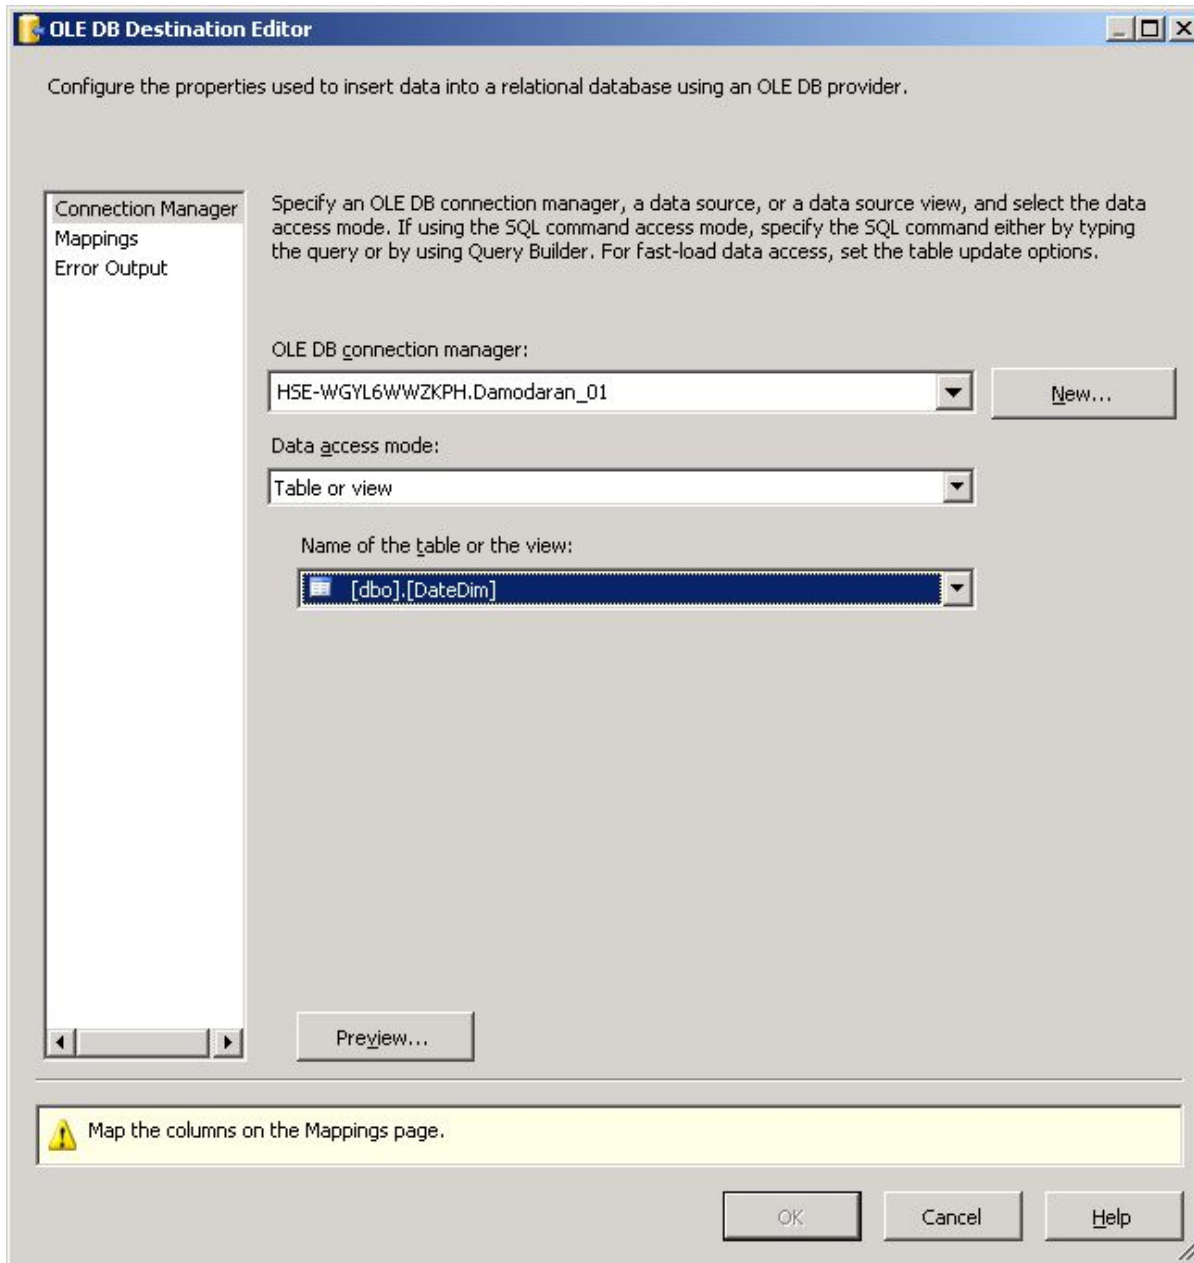 OLE DB Destination Editor
Configure the properties used to insert data into a relational database using an OLE DB provider.
Connection Manager
Mappings
Error Output
Specify an OLE DB connection manager, a data source, or a data source view, and select the data
access mode. If using the SQL command access mode, specify the SQL command either by typing
the query or by using Query Builder. For fast-load data access, set the table update options.
OLE DB connection manager:
HSE-WGYL6WWZKPH.Damodaran_01
New...
Data access mode:
Table or view
Name of the table or the view:
[dbo].[DateDim]
Preview...
Map the columns on the Mappings page.
OK
Cancel
Help